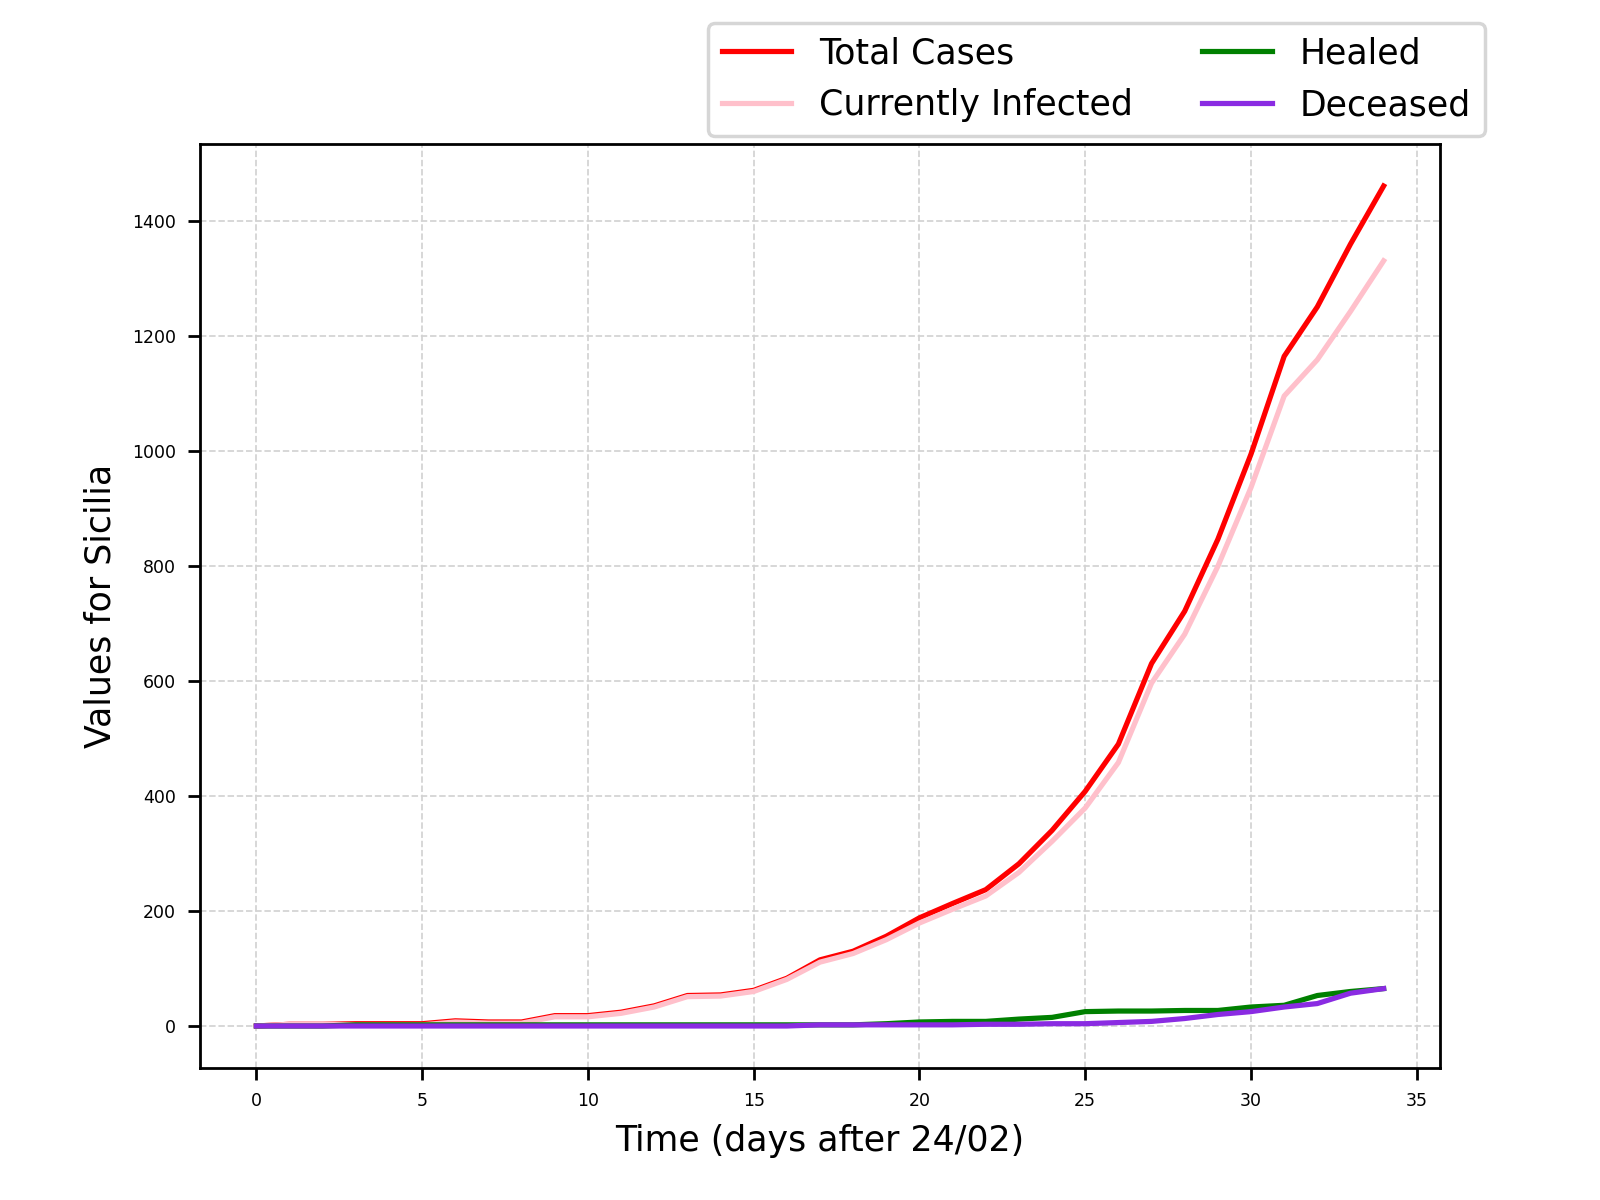 Total Cases
Currently Infected
Healed
Deceased
1400
1200
1000
800
600
400
200
0
Values for Sicilia
0 5 10 15 20 25 30 35
Time (days after 24/02)